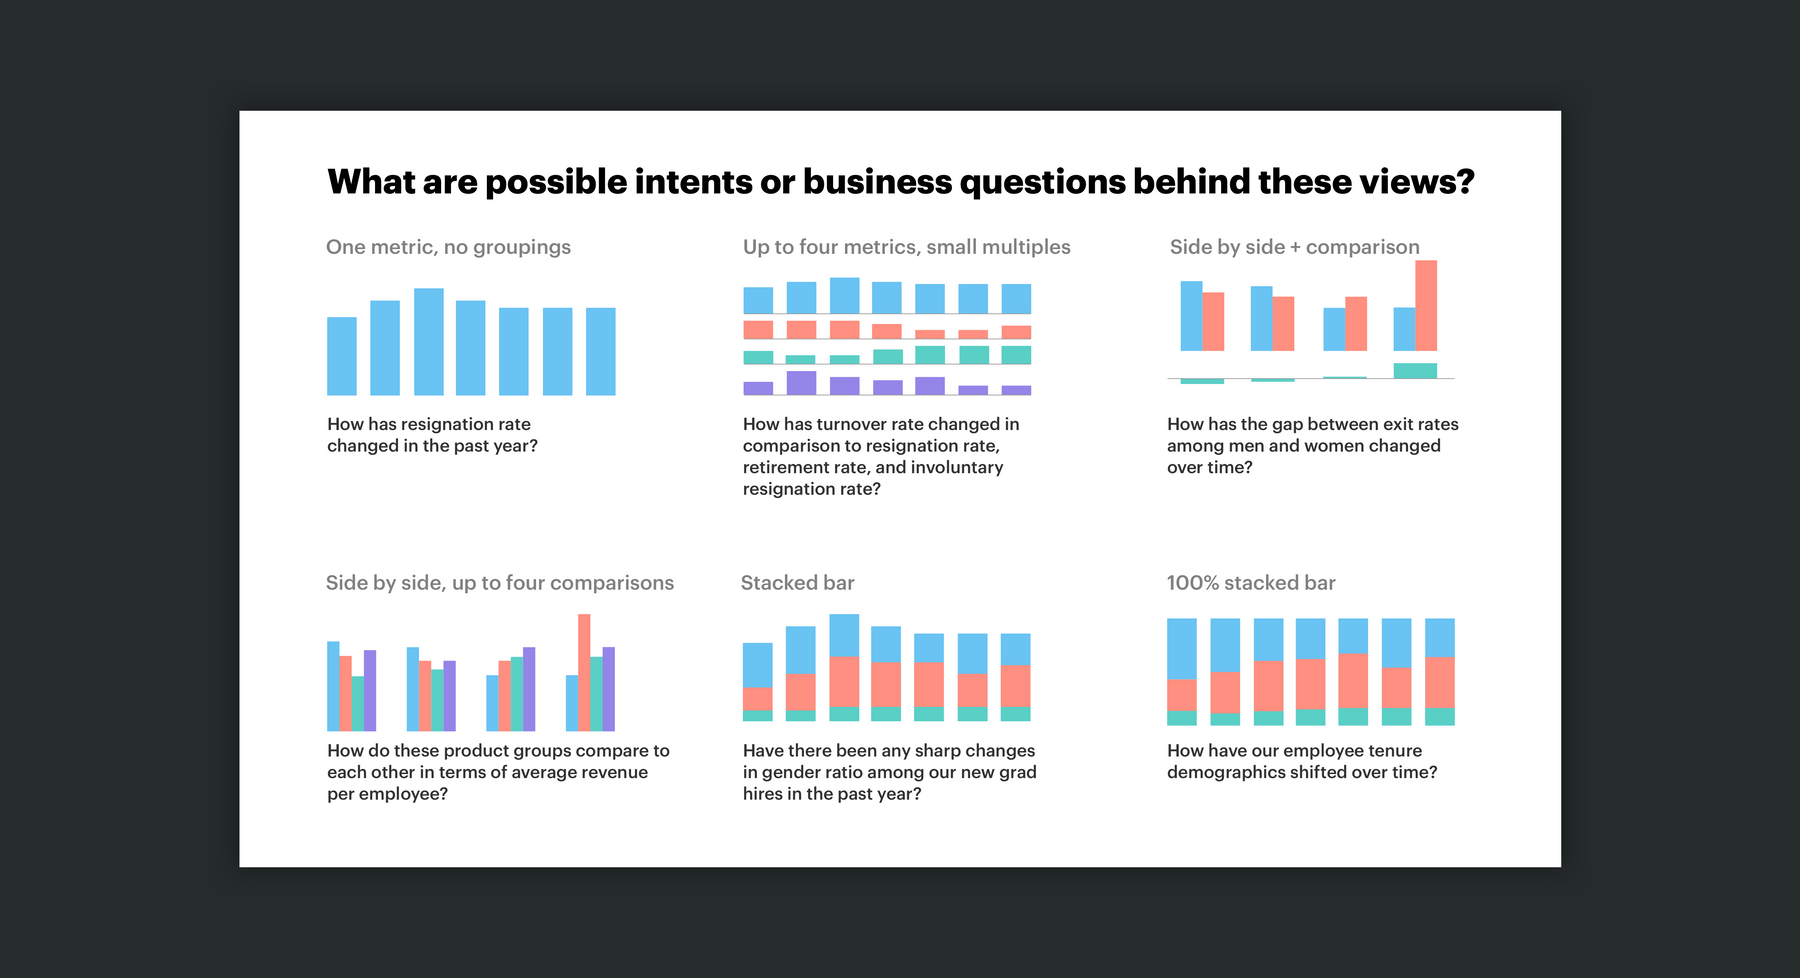 What are possible intents or business questions behind these views?
One metric, no groupings
How has resignation rate
changed in the past year?
Up to four metrics, small multiples
How has turnover rate changed in
comparison to resignation rate,
retirement rate, and involuntary
resignation rate?
Side by side + comparison
How has the gap between exit rates
among men and women changed
over time?
Side by side, up to four comparisons
How do these product groups compare to
each other in terms of average revenue
per employee?
Stacked bar
Have there been any sharp changes
in gender ratio among our new grad
hires in the past year?
100% stacked bar
How have our employee tenure
demographics shifted over time?